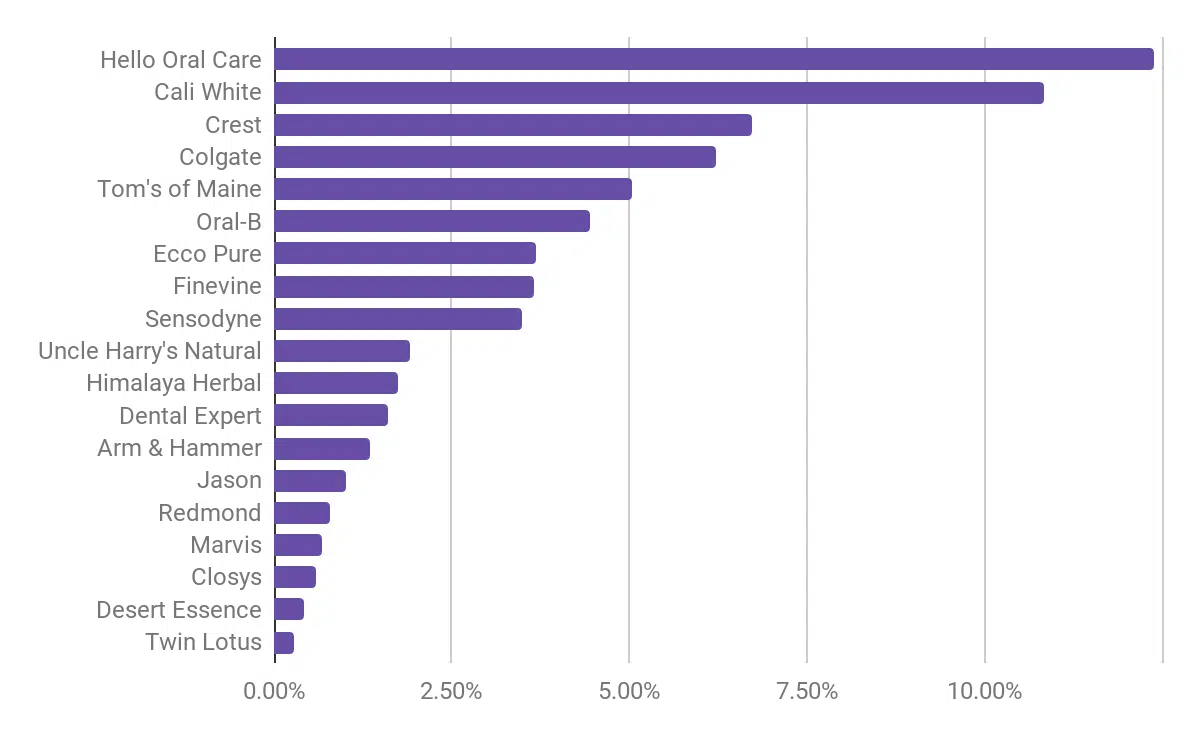 Hello Oral Care
Cali White
Crest
Colgate
Tom's of Maine
Oral-B
Ecco Pure
Finevine
Sensodyne
Uncle Harry's Natural
Himalaya Herbal
Dental Expert
Arm & Hammer
Jason
Redmond
Marvis
Closys
Desert Essence
Twin Lotus
0.00% 2.50% 5.00% 7.50% 10.00%